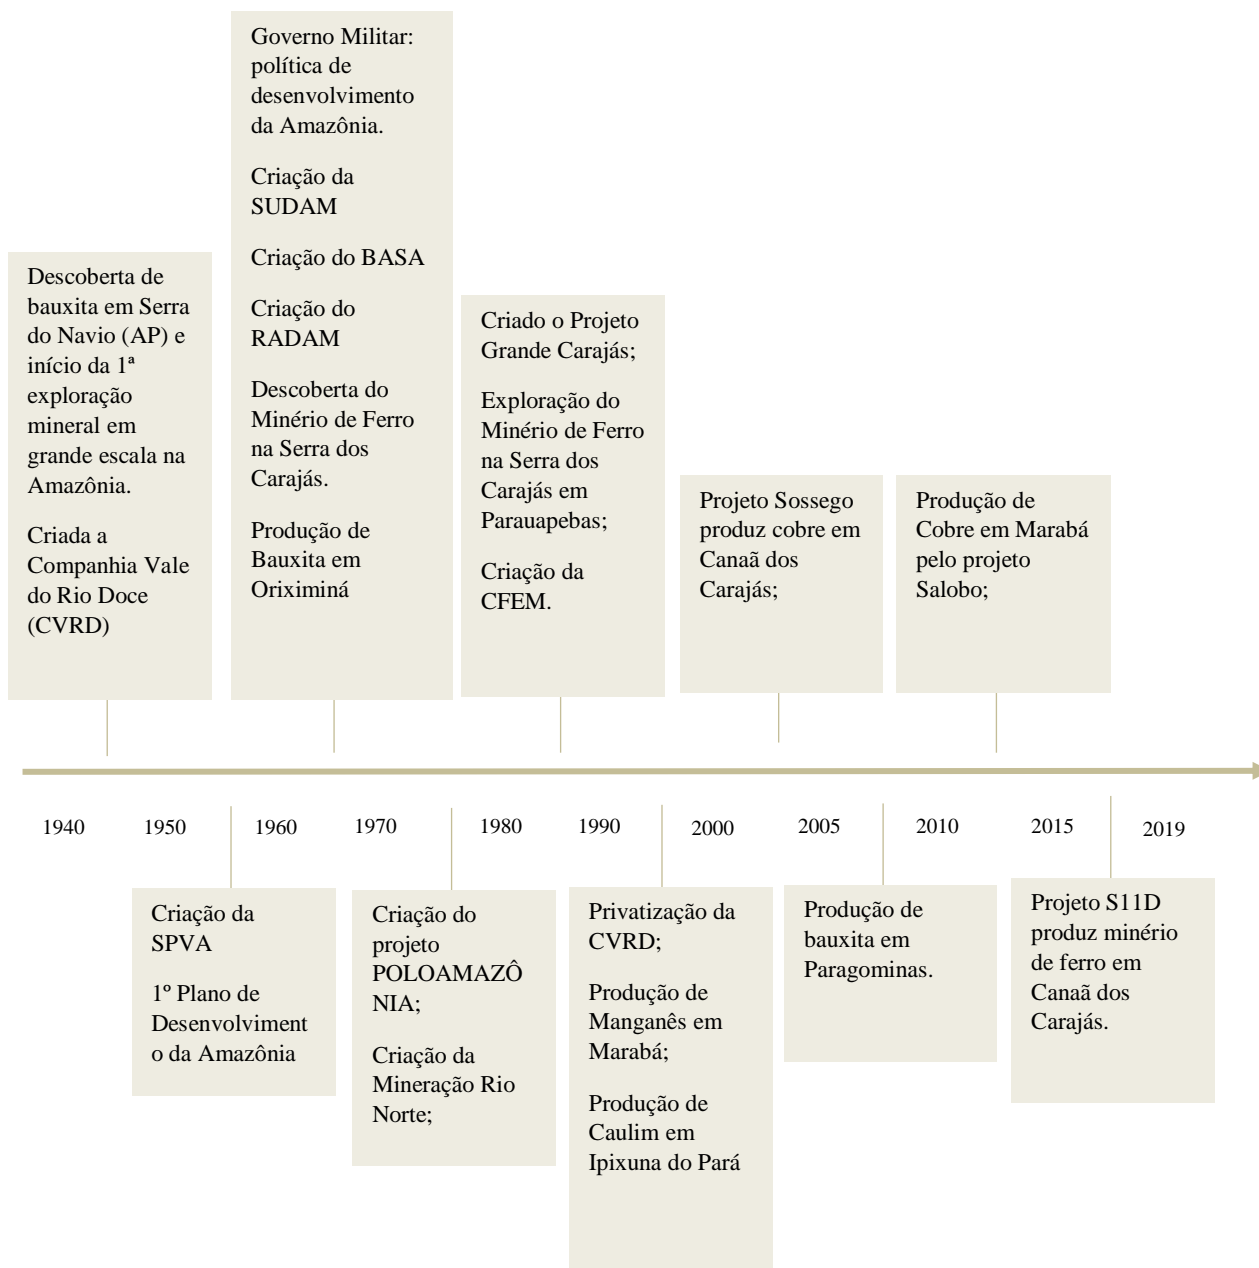 Governo Militar:
política de
desenvolvimento
da Amazônia.
Criação da
SUDAM
Criação do BASA
Criação do
RADAM
Descoberta do
Minério de Ferro
na Serra dos
Carajás.
Produção de
Bauxita em
Oriximiná
Descoberta de
bauxita em Serra
do Navio (AP) e
início da 1ª
exploração
mineral em
grande escala na
Amazônia.
Criada a
Companhia Vale
do Rio Doce
(CVRD)
Criado o Projeto
Grande Carajás;
Exploração do
Minério de Ferro
na Serra dos
Carajás em
Parauapebas;
Criação da
CFEM.
Projeto Sossego
produz cobre em
Canaã dos
Carajás;
Produção de
Cobre em Marabá
pelo projeto
Salobo;
1940 1950 1960 1970 1980 1990 2000 2005 2010 2015 2019
Criação da
SPVA
1º Plano de
Desenvolviment
o da Amazônia
Criação do
projeto
POLOAMAZÔ
NIA;
Criação da
Mineração Rio
Norte;
Privatização da
CVRD;
Produção de
Manganês em
Marabá;
Produção de
Caulim em
Ipixuna do Pará
Produção de
bauxita em
Paragominas.
Projeto S11D
produz minério
de ferro em
Canaã dos
Carajás.